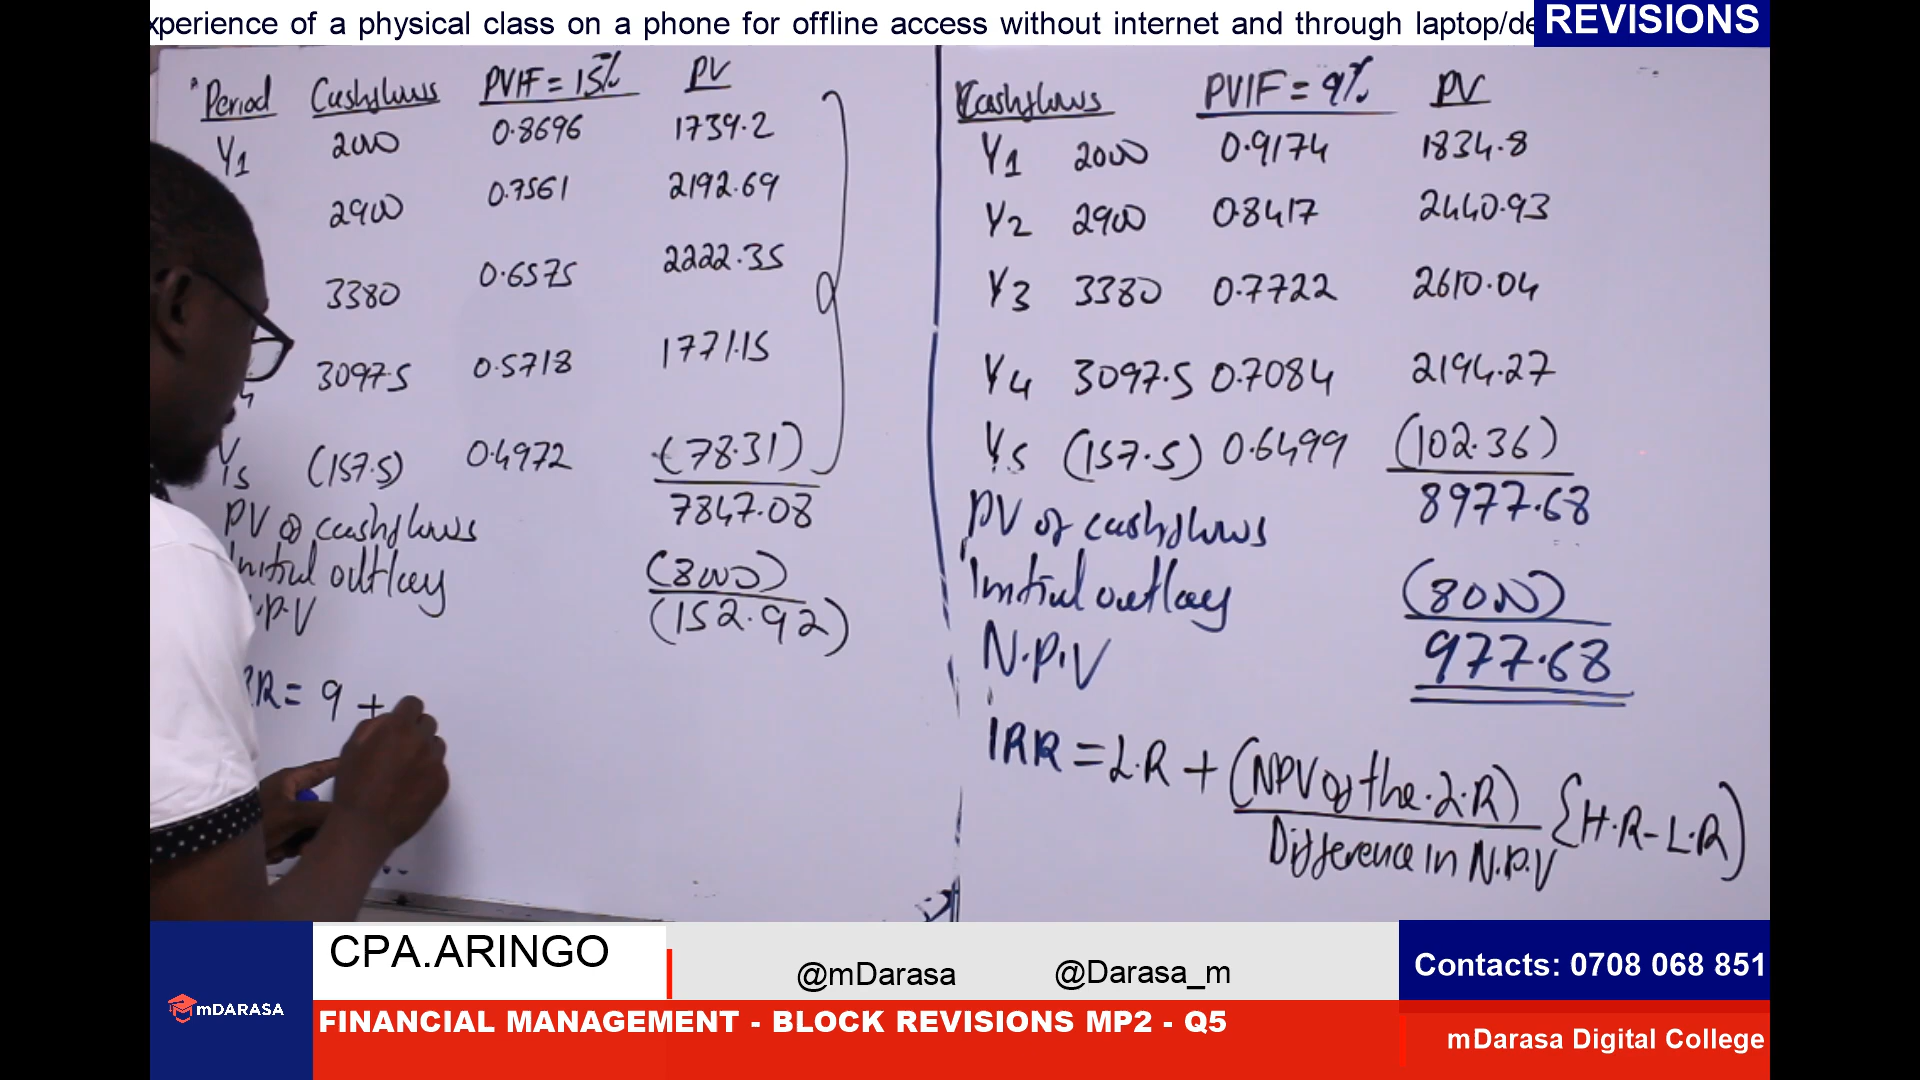 xperience of a physical class on a phone for offline access without internet and through laptop/de
REVISIONS
Period Cashflows PVIF = 15% PV
Y1 2000 0.8696 1739.2
2900 0.7561 2192.69
3380 0.6575 2222.35
3097.5 0.5718 1771.15
Y5 (157.5) 0.4972 (78.31)
PV of cashflows 7847.08
Initial outlay (8000)
N.P.V (152.92)
IRR = 9 +
Cashflows PVIF = 9% PV
Y1 2000 0.9174 1834.8
Y2 2900 0.8417 2440.93
Y3 3380 0.7722 2610.04
Y4 3097.5 0.7084 2194.27
Y5 (157.5) 0.6499 (102.36)
PV of cashflows 8977.68
Initial outlay (8000)
N.P.V 977.68
IRR = L.R + (NPV of the L.R) {H.R - L.R)
Difference in N.P.V
CPA.ARINGO
@mDarasa @Darasa_m
Contacts: 0708 068 851
mDARASA
FINANCIAL MANAGEMENT - BLOCK REVISIONS MP2 - Q5
mDarasa Digital College